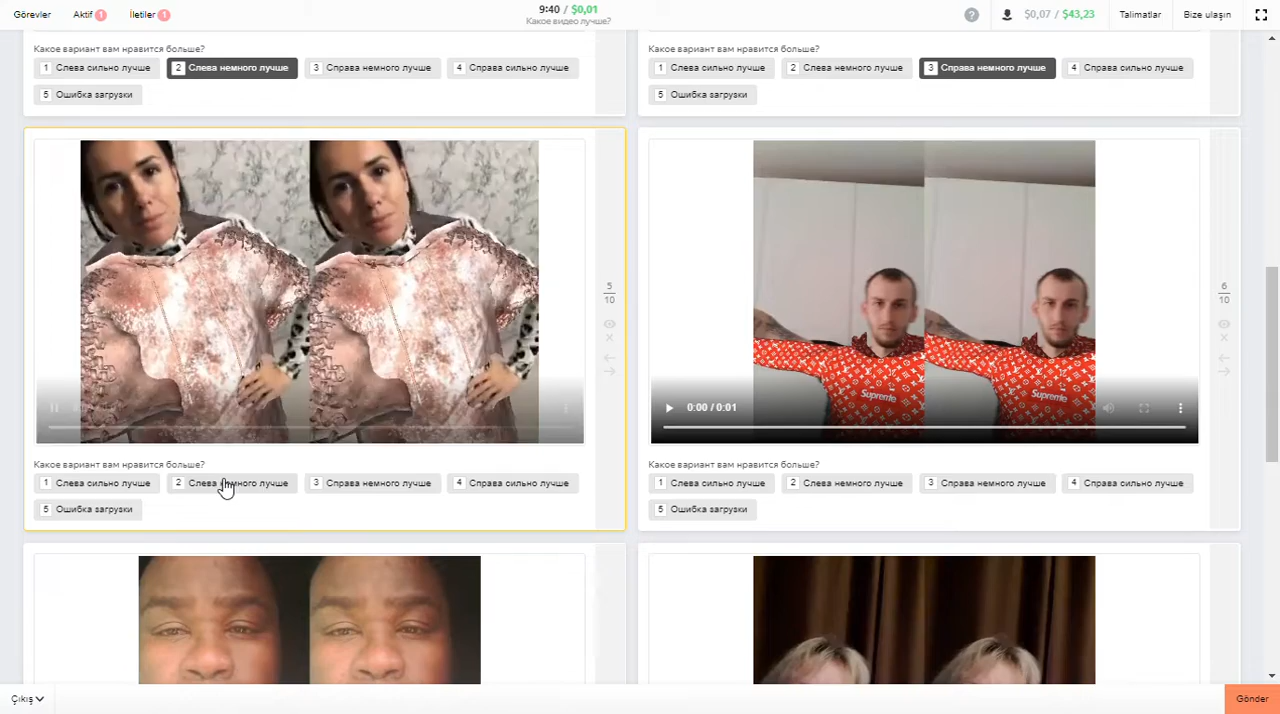 Görevler Aktif 1 İletiler 1 9:40 / $0,01 ? $0,07 / $43,23 Talimatlar Bize ulaşın
Какое видео лучше?
Какое вариант вам нравится больше?
1 Слева сильно лучше 2 Слева немного лучше 3 Справа немного лучше 4 Справа сильно лучше
5 Ошибка загрузки
Какое вариант вам нравится больше?
1 Слева сильно лучше 2 Слева немного лучше 3 Справа немного лучше 4 Справа сильно лучше
5 Ошибка загрузки
5
10
Какое вариант вам нравится больше?
1 Слева сильно лучше 2 Слева немного лучше 3 Справа немного лучше 4 Справа сильно лучше
5 Ошибка загрузки
Supreme Supreme
0:00 / 0:01
6
10
Какое вариант вам нравится больше?
1 Слева сильно лучше 2 Слева немного лучше 3 Справа немного лучше 4 Справа сильно лучше
5 Ошибка загрузки
Çıkış Gönder